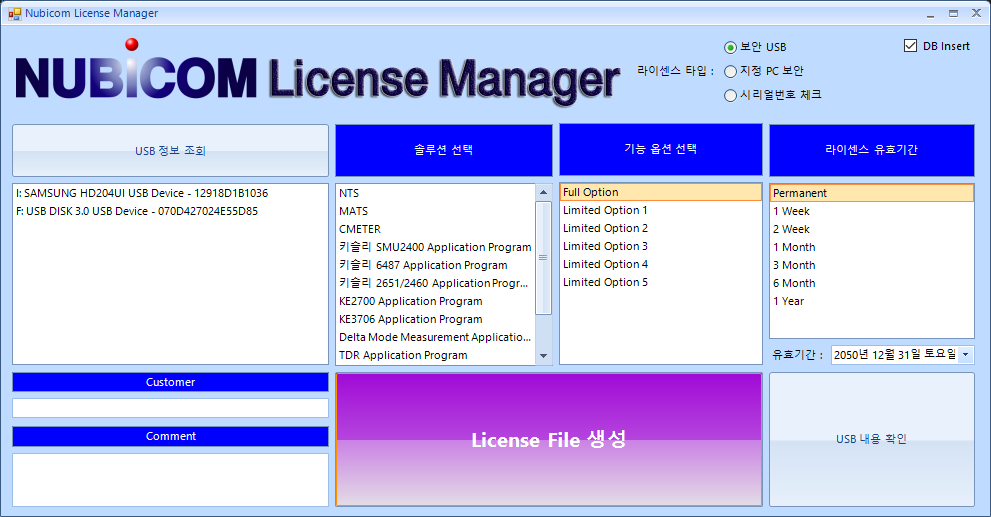 Nubicom License Manager
NUBICOM License Manager
라이센스 타입 :
보안 USB
지정 PC 보안
시리얼번호 체크
DB Insert
USB 정보 조회
솔루션 선택
기능 옵션 선택
라이센스 유효기간
I: SAMSUNG HD204UI USB Device - 12918D1B1036
F: USB DISK 3.0 USB Device - 070D427024E55D85
NTS
MATS
CMETER
키슬리 SMU2400 Application Program
키슬리 6487 Application Program
키슬리 2651/2460 Application Progr...
KE2700 Application Program
KE3706 Application Program
Delta Mode Measurement Applicatio...
TDR Application Program
Full Option
Limited Option 1
Limited Option 2
Limited Option 3
Limited Option 4
Limited Option 5
Permanent
1 Week
2 Week
1 Month
3 Month
6 Month
1 Year
유효기간 :
2050년 12월 31일 토요일
Customer
Comment
License File 생성
USB 내용 확인